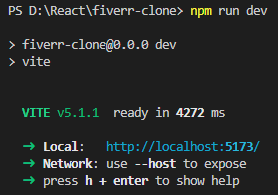 PS D:\React\fiverr-clone> npm run dev
> fiverr-clone@0.0.0 dev
> vite
VITE v5.1.1 ready in 4272 ms
➜ Local: http://localhost:5173/
➜ Network: use --host to expose
➜ press h + enter to show help